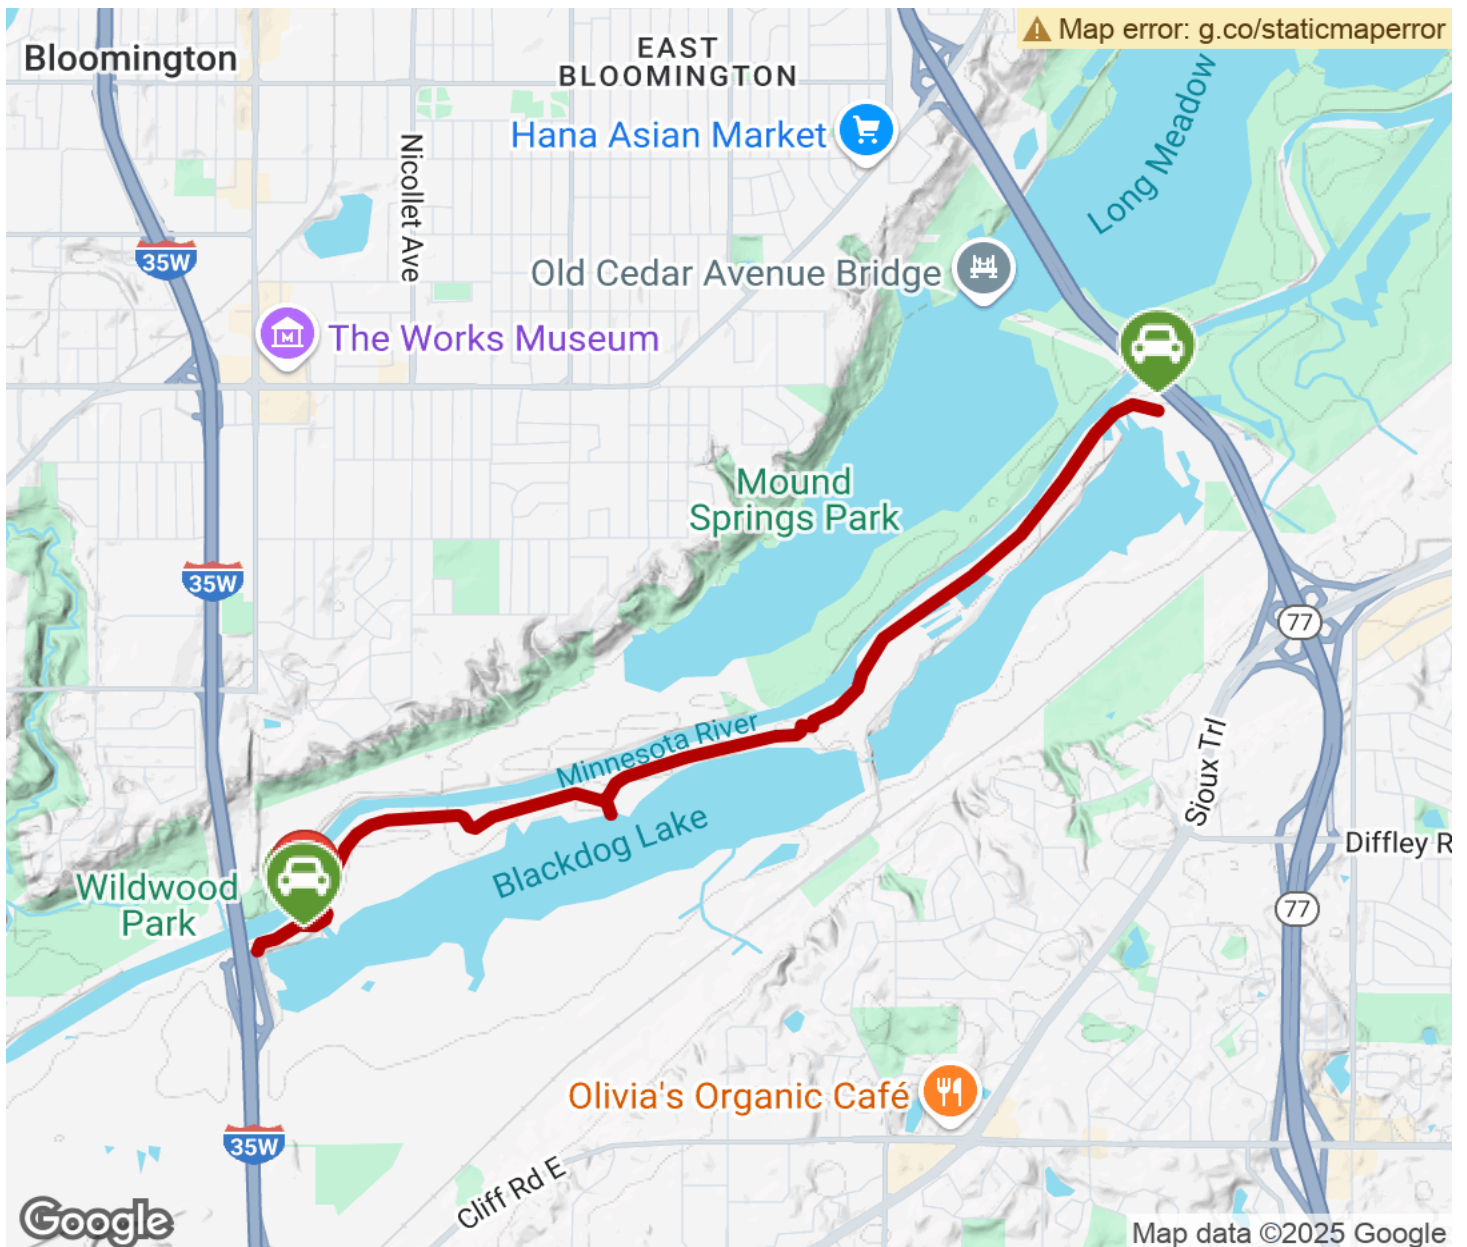 Map error: g.co/staticmaperror
Bloomington
EAST
BLOOMINGTON
Hana Asian Market
Nicollet Ave
Long Meadow
35W
Old Cedar Avenue Bridge
The Works Museum
Mound
Springs Park
35W
77
Minnesota River
Sioux Trl
Blackdog Lake
Diffley R
Wildwood
Park
77
Olivia's Organic Café
35W
Cliff Rd E
Google
Map data ©2025 Google